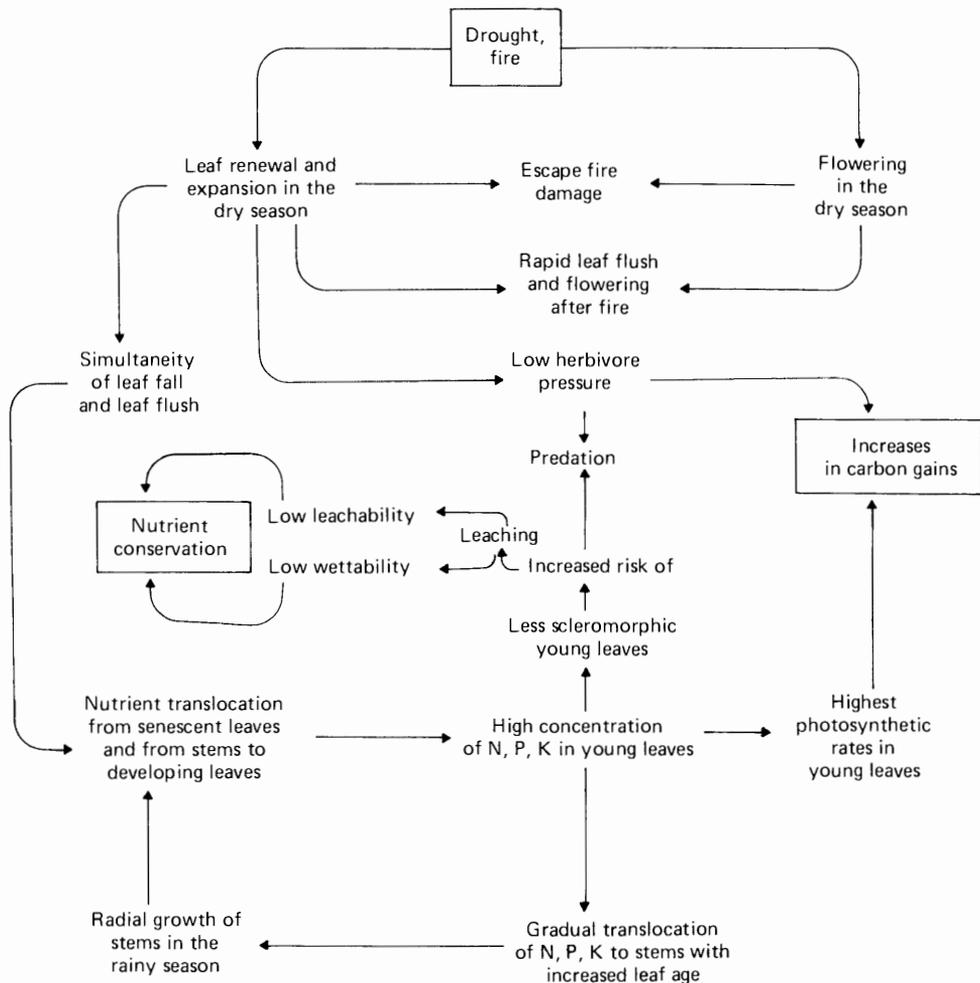 Drought,
fire
Leaf renewal and
expansion in the
dry season
Escape fire
damage
Flowering
in the
dry season
Rapid leaf flush
and flowering
after fire
Simultaneity
of leaf fall
and leaf flush
Low herbivore
pressure
Increases
in carbon gains
Predation
Nutrient
conservation
Low leachability
Leaching
Low wettability
Increased risk of
Less scleromorphic
young leaves
Nutrient translocation
from senescent leaves
and from stems to
developing leaves
High concentration
of N, P, K in young leaves
Highest
photosynthetic
rates in
young leaves
Radial growth of
stems in the
rainy season
Gradual translocation
of N, P, K to stems with
increased leaf age